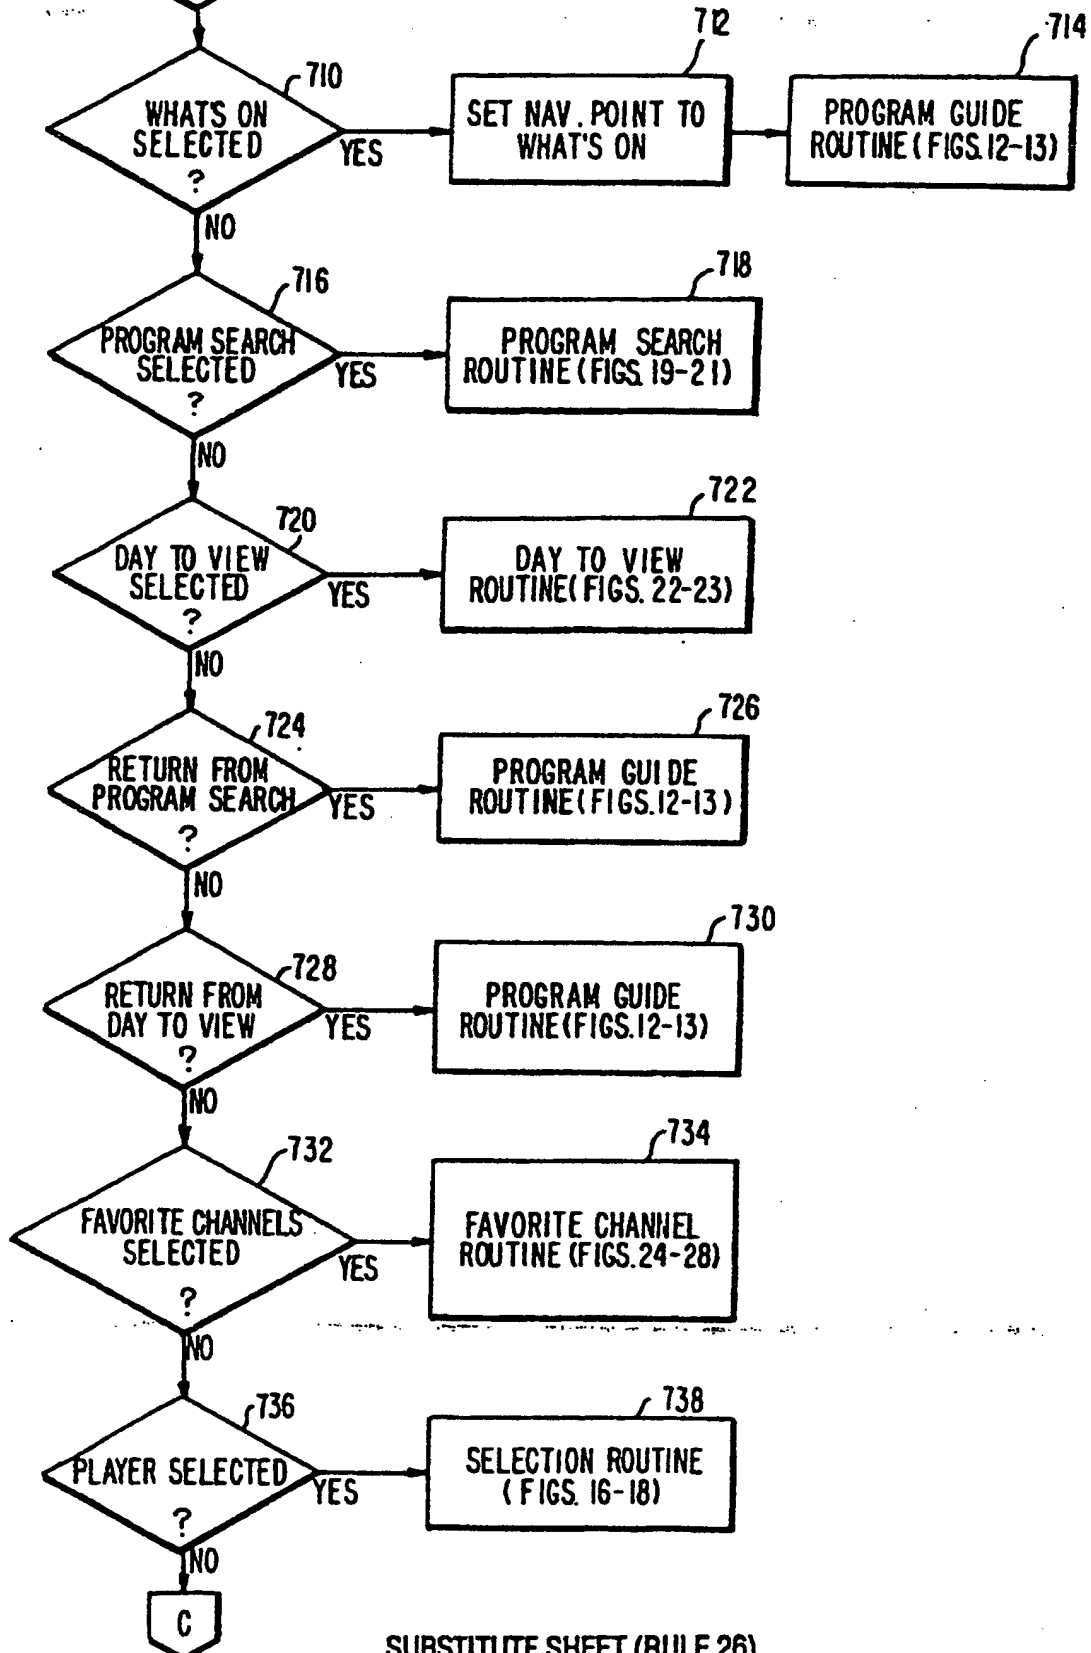 710
WHAT'S ON
SELECTED
?
YES
NO
712
SET NAV. POINT TO
WHAT'S ON
714
PROGRAM GUIDE
ROUTINE (FIGS. 12-13)
716
PROGRAM SEARCH
SELECTED
?
YES
NO
718
PROGRAM SEARCH
ROUTINE (FIGS. 19-21)
720
DAY TO VIEW
SELECTED
?
YES
NO
722
DAY TO VIEW
ROUTINE (FIGS. 22-23)
724
RETURN FROM
PROGRAM SEARCH
?
YES
NO
726
PROGRAM GUIDE
ROUTINE (FIGS. 12-13)
728
RETURN FROM
DAY TO VIEW
?
YES
NO
730
PROGRAM GUIDE
ROUTINE (FIGS. 12-13)
732
FAVORITE CHANNELS
SELECTED
?
YES
NO
734
FAVORITE CHANNEL
ROUTINE (FIGS. 24-28)
736
PLAYER SELECTED
?
YES
NO
738
SELECTION ROUTINE
(FIGS. 16-18)
C
SUBSTITUTE SHEET (RULE 26)